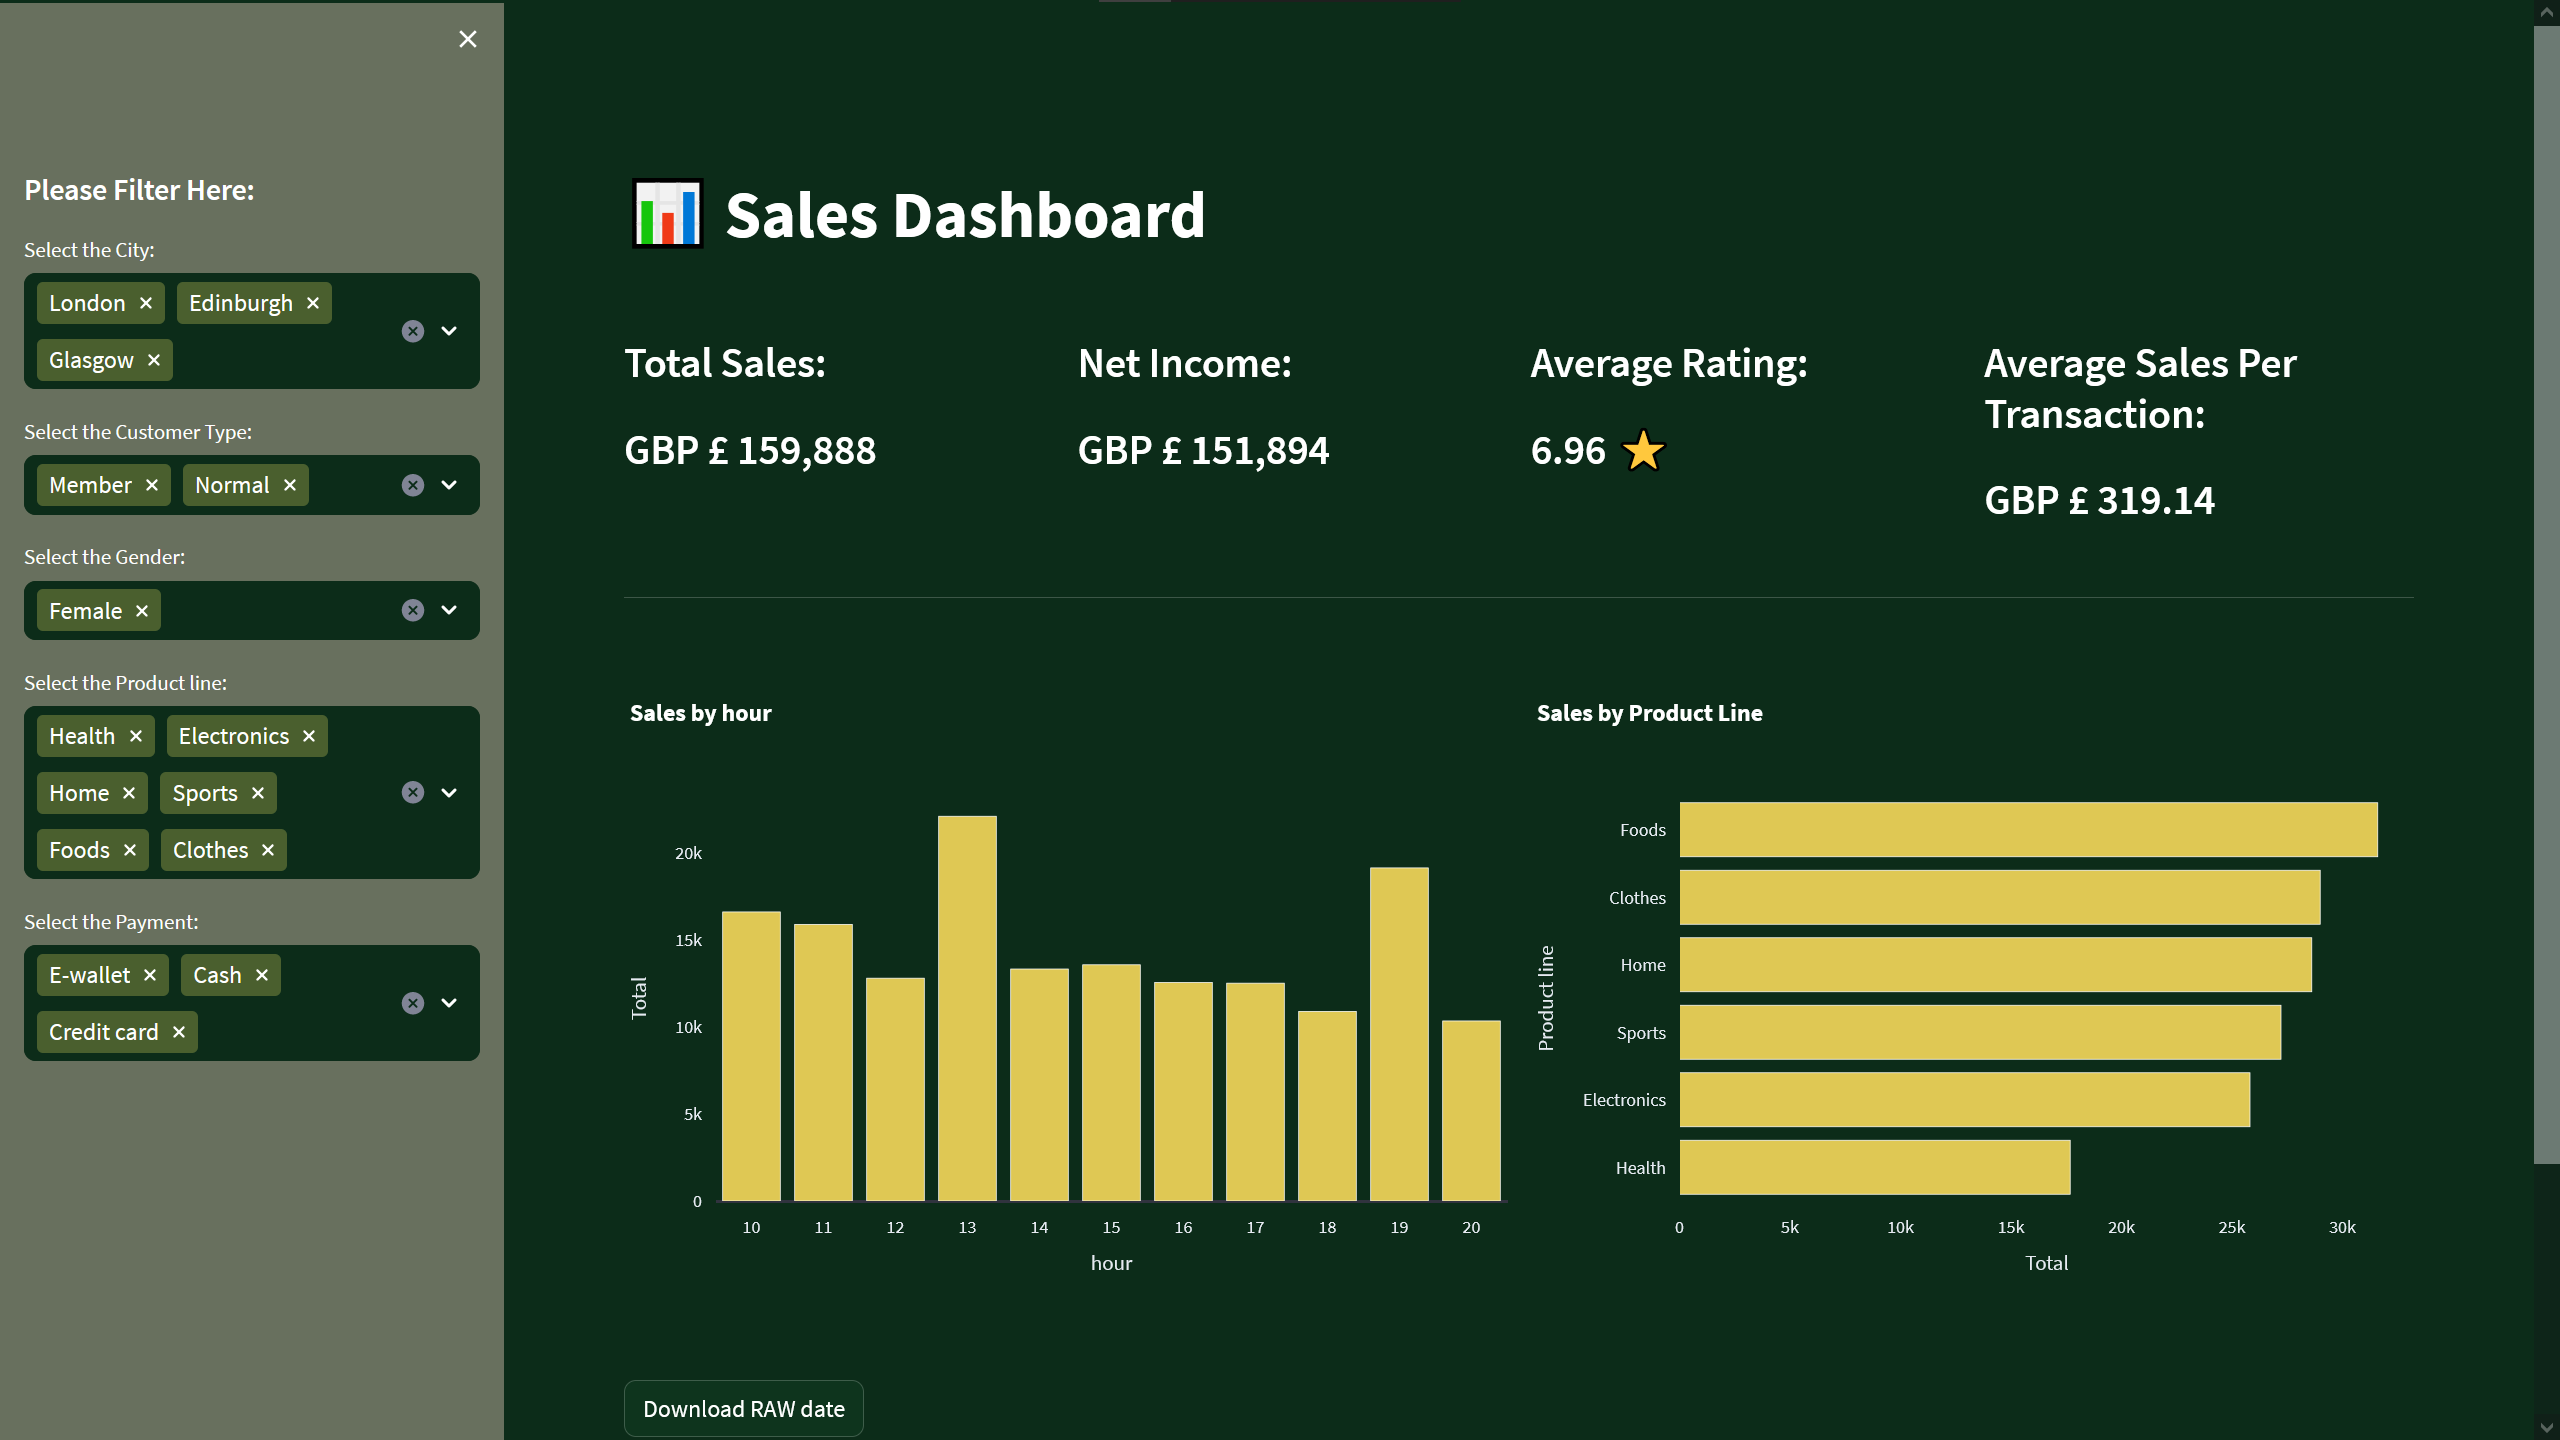 Please Filter Here:
Select the City:
London Edinburgh
Glasgow
Select the Customer Type:
Member Normal
Select the Gender:
Female
Select the Product line:
Health Electronics
Home Sports
Foods Clothes
Select the Payment:
E-wallet Cash
Credit card
Sales Dashboard
Total Sales:
GBP £ 159,888
Net Income:
GBP £ 151,894
Average Rating:
6.96
Average Sales Per
Transaction:
GBP £ 319.14
Sales by hour
Total
20k
15k
10k
5k
0
10 11 12 13 14 15 16 17 18 19 20
hour
Sales by Product Line
Product line
Foods
Clothes
Home
Sports
Electronics
Health
0 5k 10k 15k 20k 25k 30k
Total
Download RAW date